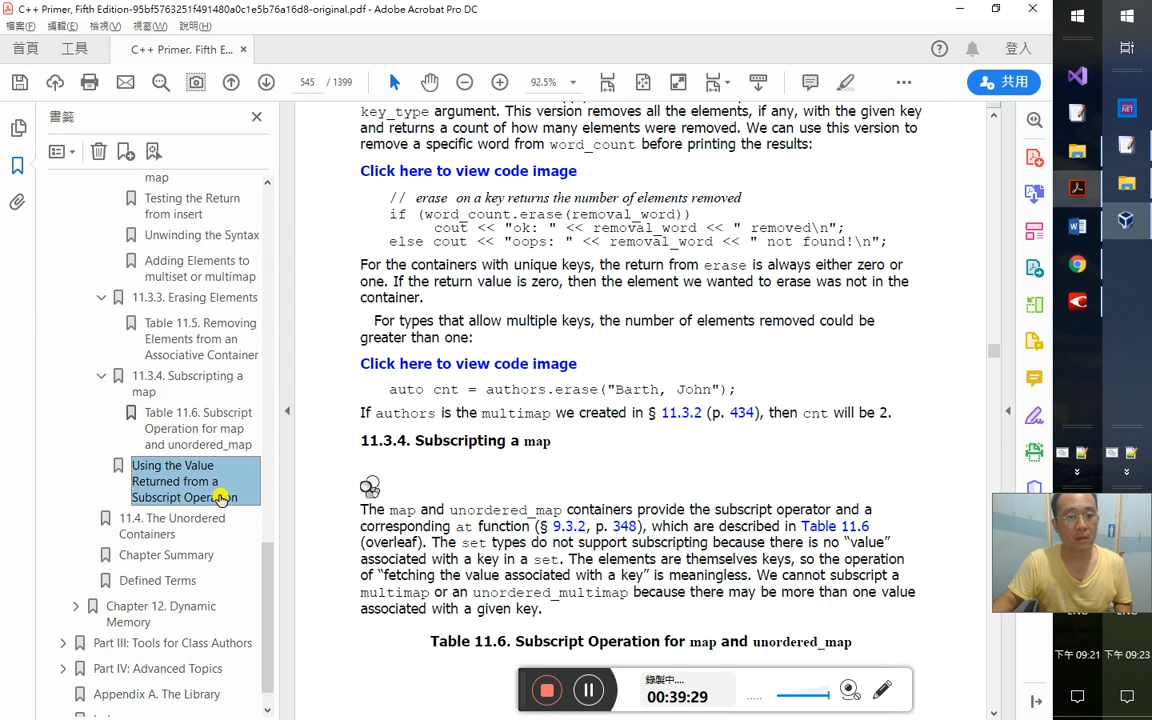 C++ Primer, Fifth Edition-95bf5763251f491480a0c1e5b76a16d8-original.pdf - Adobe Acrobat Pro DC
檔案(F) 編輯(E) 檢視(V) 視窗(W) 說明(H)
首頁 工具 C++ Primer, Fifth E... × 登入
545 / 1399 92.5% 共用
書籤
map
Testing the Return
from insert
Unwinding the Syntax
Adding Elements to
multiset or multimap
11.3.3. Erasing Elements
Table 11.5. Removing
Elements from an
Associative Container
11.3.4. Subscripting a
map
Table 11.6. Subscript
Operation for map
and unordered_map
Using the Value
Returned from a
Subscript Operation
11.4. The Unordered
Containers
Chapter Summary
Defined Terms
Chapter 12. Dynamic
Memory
Part III: Tools for Class Authors
Part IV: Advanced Topics
Appendix A. The Library
key_type argument. This version removes all the elements, if any, with the given key
and returns a count of how many elements were removed. We can use this version to
remove a specific word from word_count before printing the results:
Click here to view code image
// erase on a key returns the number of elements removed
if (word_count.erase(removal_word))
cout << "ok: " << removal_word << " removed\n";
else cout << "oops: " << removal_word << " not found!\n";
For the containers with unique keys, the return from erase is always either zero or
one. If the return value is zero, then the element we wanted to erase was not in the
container.
For types that allow multiple keys, the number of elements removed could be
greater than one:
Click here to view code image
auto cnt = authors.erase("Barth, John");
If authors is the multimap we created in § 11.3.2 (p. 434), then cnt will be 2.
11.3.4. Subscripting a map
The map and unordered_map containers provide the subscript operator and a
corresponding at function (§ 9.3.2, p. 348), which are described in Table 11.6
(overleaf). The set types do not support subscripting because there is no “value”
associated with a key in a set. The elements are themselves keys, so the operation
of “fetching the value associated with a key” is meaningless. We cannot subscript a
multimap or an unordered_multimap because there may be more than one value
associated with a given key.
Table 11.6. Subscript Operation for map and unordered_map
錄製中....
00:39:29
下午 09:21 下午 09:23